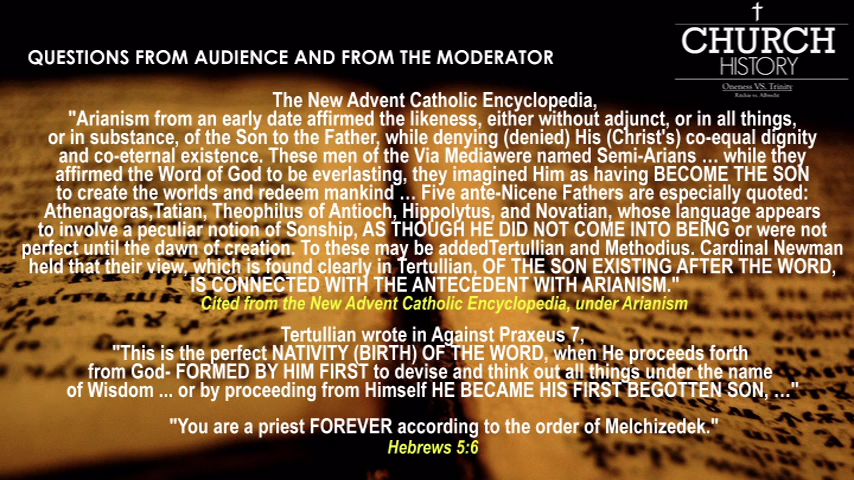 CHURCH
HISTORY
Oneness VS. Trinity
Ritchie vs. Albrecht
QUESTIONS FROM AUDIENCE AND FROM THE MODERATOR
The New Advent Catholic Encyclopedia,
"Arianism from an early date affirmed the likeness, either without adjunct, or in all things,
or in substance, of the Son to the Father, while denying (denied) His (Christ's) co-equal dignity
and co-eternal existence. These men of the Via Mediawere named Semi-Arians ... while they
affirmed the Word of God to be everlasting, they imagined Him as having BECOME THE SON
to create the worlds and redeem mankind ... Five ante-Nicene Fathers are especially quoted:
Athenagoras,Tatian, Theophilus of Antioch, Hippolytus, and Novatian, whose language appears
to involve a peculiar notion of Sonship, AS THOUGH HE DID NOT COME INTO BEING or were not
perfect until the dawn of creation. To these may be addedTertullian and Methodius. Cardinal Newman
held that their view, which is found clearly in Tertullian, OF THE SON EXISTING AFTER THE WORD,
IS CONNECTED WITH THE ANTECEDENT WITH ARIANISM."
Cited from the New Advent Catholic Encyclopedia, under Arianism
Tertullian wrote in Against Praxeus 7,
"This is the perfect NATIVITY (BIRTH) OF THE WORD, when He proceeds forth
from God- FORMED BY HIM FIRST to devise and think out all things under the name
of Wisdom ... or by proceeding from Himself HE BECAME HIS FIRST BEGOTTEN SON, ..."
"You are a priest FOREVER according to the order of Melchizedek."
Hebrews 5:6